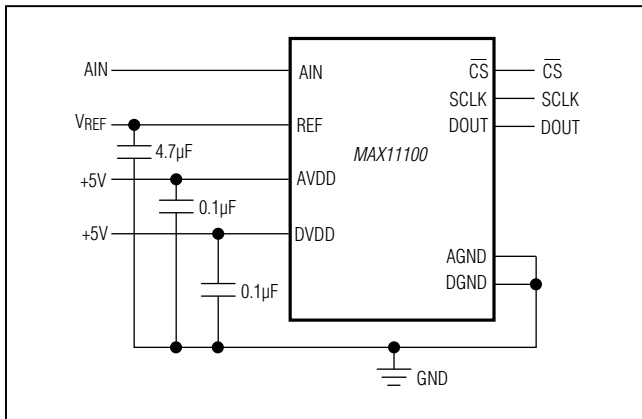 AIN
AIN
CS
CS
SCLK
SCLK
VREF
REF
DOUT
DOUT
MAX11100
4.7µF
+5V
AVDD
0.1µF
+5V
DVDD
AGND
0.1µF
DGND
GND